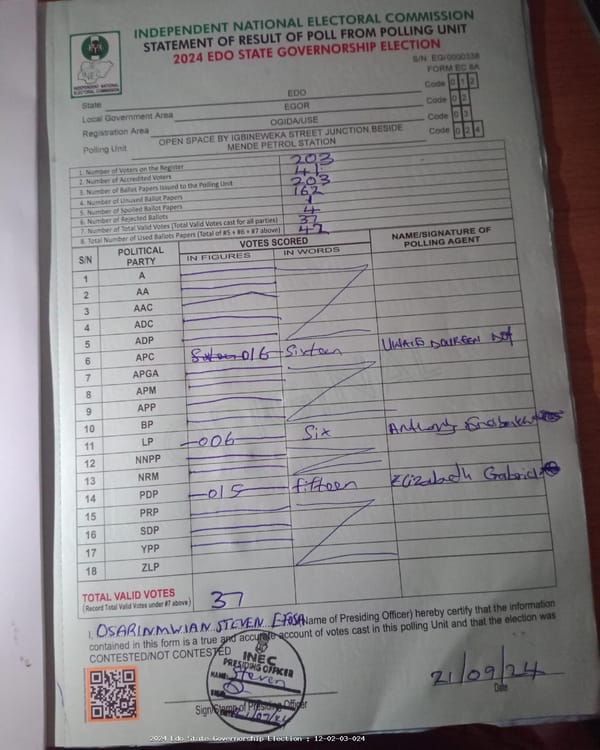 INDEPENDENT NATIONAL ELECTORAL COMMISSION
STATEMENT OF RESULT OF POLL FROM POLLING UNIT
2024 EDO STATE GOVERNORSHIP ELECTION
INEC
INDEPENDENT NATIONAL ELECTORAL COMMISSION
S/N: EG/0000338
FORM EC 8A
State EDO Code 0 1 2
Local Government Area EGOR Code 0 2
Registration Area OGIDA/USE Code 0 3
Polling Unit OPEN SPACE BY IGBINEWEKA STREET JUNCTION,BESIDE MENDE PETROL STATION Code 0 2 4
1. Number of Voters on the Register 203
2. Number of Accredited Voters 41
3. Number of Ballot Papers Issued to the Polling Unit 203
4. Number of Unused Ballot Papers 162
5. Number of Spoiled Ballot Papers 1
6. Number of Rejected Ballots 4
7. Number of Total Valid Votes (Total Valid Votes cast for all parties) 37
8. Total Number of Used Ballots Papers (Total of #5 + #6 + #7 above) 42
S/N POLITICAL PARTY VOTES SCORED NAME/SIGNATURE OF POLLING AGENT
IN FIGURES IN WORDS
1 A
2 AA
3 AAC
4 ADC
5 ADP
6 APC 016 Sixteen
7 APGA
8 APM
9 APP
10 BP
11 LP 006 Six Anthony
12 NNPP
13 NRM
14 PDP 015 fifteen Elizabeth Gabriel
15 PRP
16 SDP
17 YPP
18 ZLP
TOTAL VALID VOTES 37
(Record Total Valid Votes under #7 above)
I, OSARINMWIAN STEVEN ETOSA (Name of Presiding Officer) hereby certify that the information
contained in this form is a true and accurate account of votes cast in this polling Unit and that the election was
CONTESTED/NOT CONTESTED
INEC
PRESIDING OFFICER
NAME: Steven
SIGN
21/09/24
Sign/Stamp of Presiding Officer
21/09/24
Date
2024 Edo State Governorship Election : 12-02-03-024